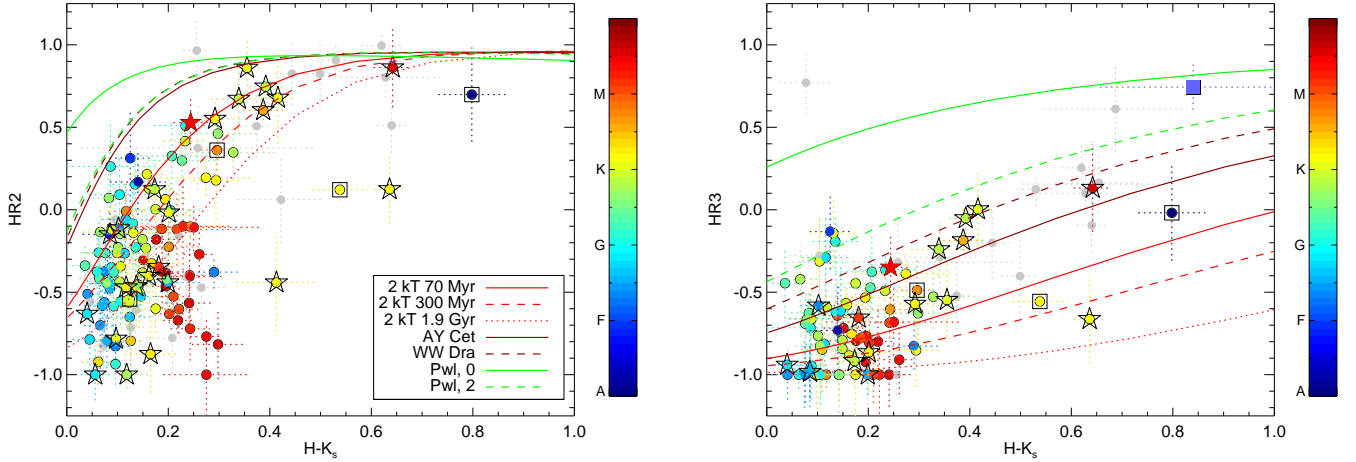 1.0
0.5
0.0
-0.5
-1.0
HR2
0.0 0.2 0.4 0.6 0.8 1.0
H-Ks
2 kT 70 Myr
2 kT 300 Myr
2 kT 1.9 Gyr
AY Cet
WW Dra
Pwl, 0
Pwl, 2
M
K
G
F
A
1.0
0.5
0.0
-0.5
-1.0
HR3
0.0 0.2 0.4 0.6 0.8 1.0
H-Ks
M
K
G
F
A